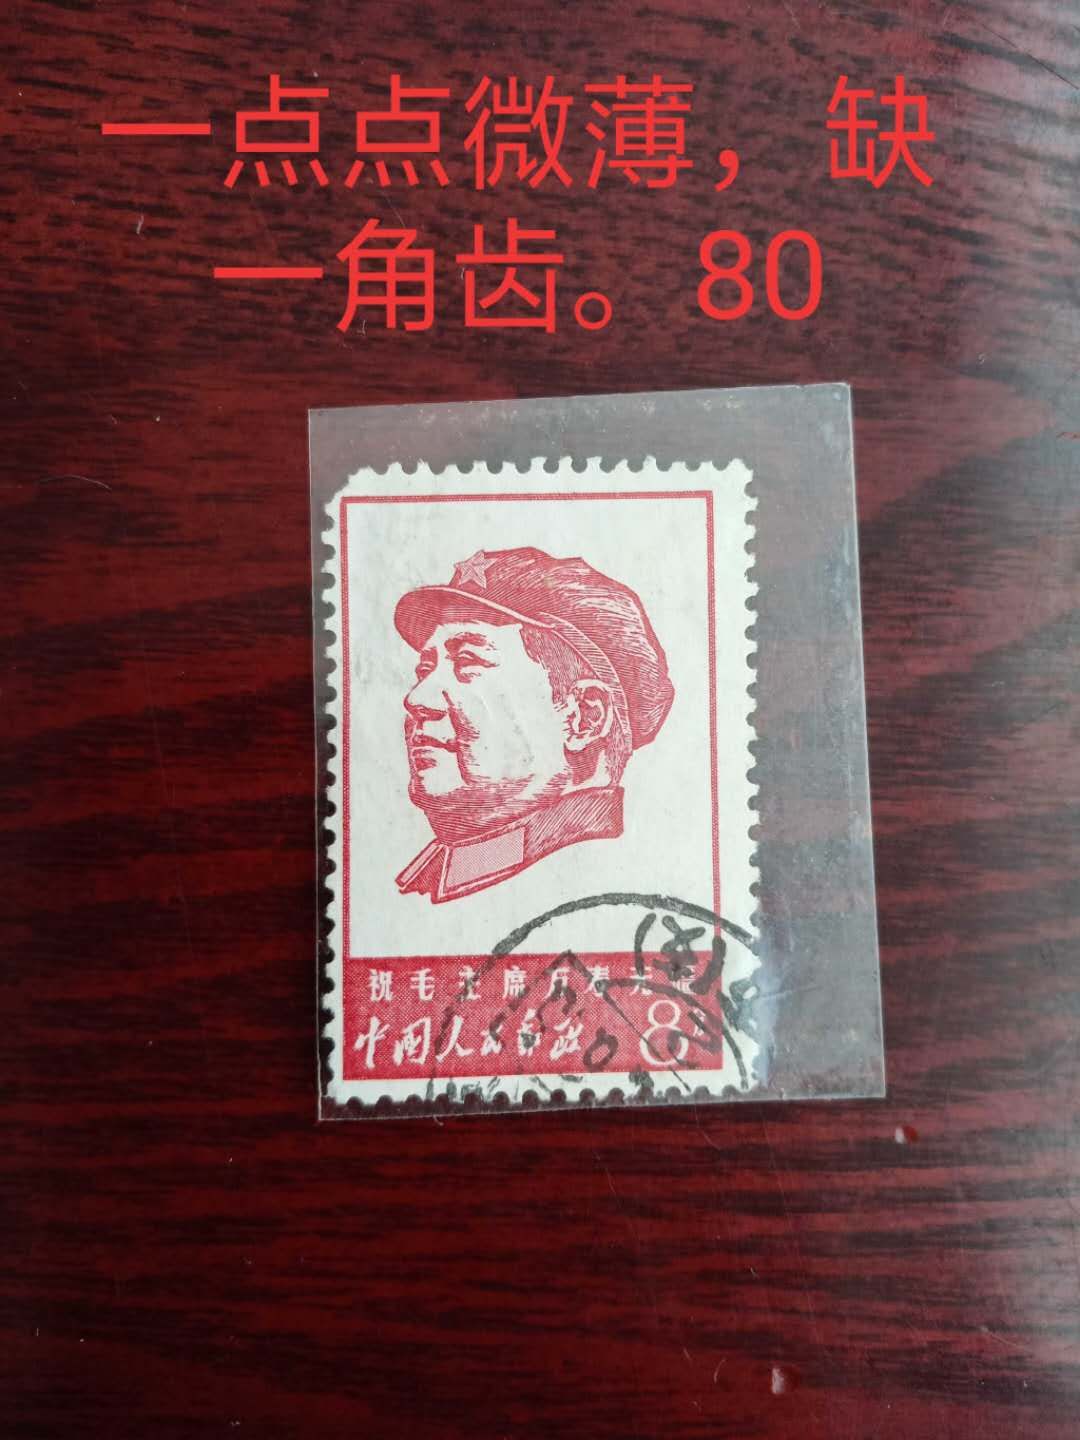 一点点微薄，缺
一角齿。80
祝毛主席万寿无疆
中国人民邮政 8分